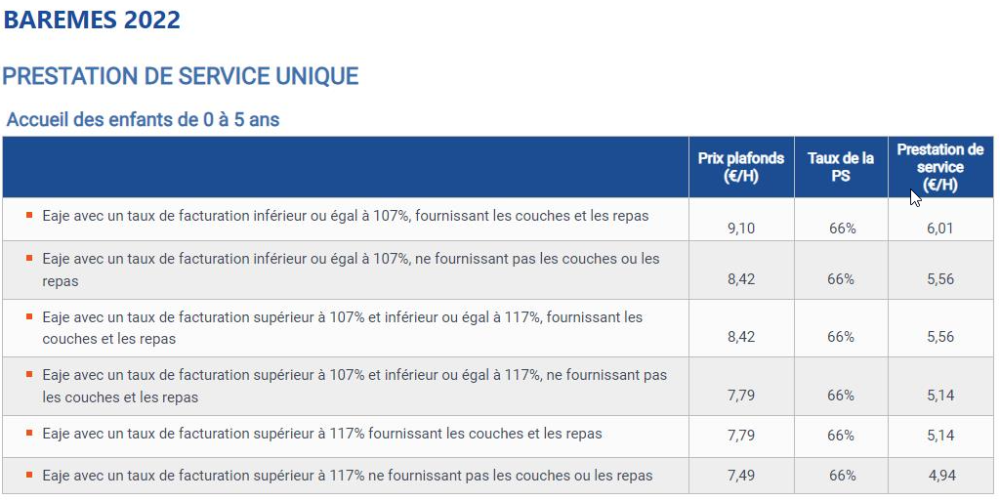 BAREMES 2022
PRESTATION DE SERVICE UNIQUE
Accueil des enfants de 0 à 5 ans
Prix plafonds
(€/H)
Taux de la
PS
Prestation de
service
(€/H)
Eaje avec un taux de facturation inférieur ou égal à 107%, fournissant les couches et les repas
9,10 66% 6,01
Eaje avec un taux de facturation inférieur ou égal à 107%, ne fournissant pas les couches ou les
repas
8,42 66% 5,56
Eaje avec un taux de facturation supérieur à 107% et inférieur ou égal à 117%, fournissant les
couches et les repas
8,42 66% 5,56
Eaje avec un taux de facturation supérieur à 107% et inférieur ou égal à 117%, ne fournissant pas
les couches et les repas
7,79 66% 5,14
Eaje avec un taux de facturation supérieur à 117% fournissant les couches et les repas
7,79 66% 5,14
Eaje avec un taux de facturation supérieur à 117% ne fournissant pas les couches ou les repas
7,49 66% 4,94